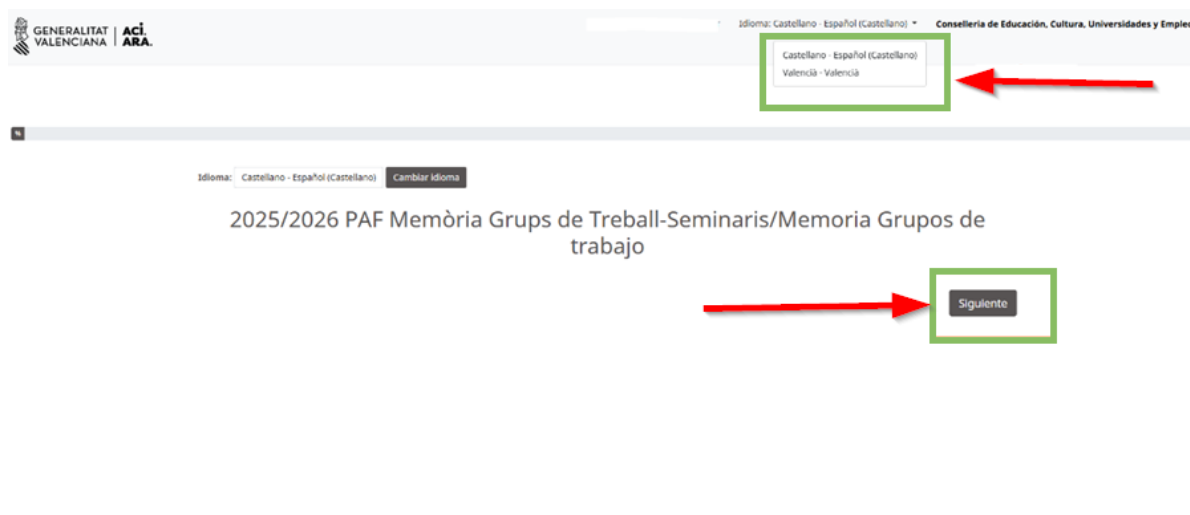 GENERALITAT VALENCIANA
ACÍ. ARA.
Idioma: Castellano - Español (Castellano)
Conselleria de Educación, Cultura, Universidades y Emple
Castellano - Español (Castellano)
Valencià - Valencià
%
Idioma: Castellano - Español (Castellano) Cambiar idioma
2025/2026 PAF Memòria Grups de Treball-Seminaris/Memoria Grupos de
trabajo
Siguiente